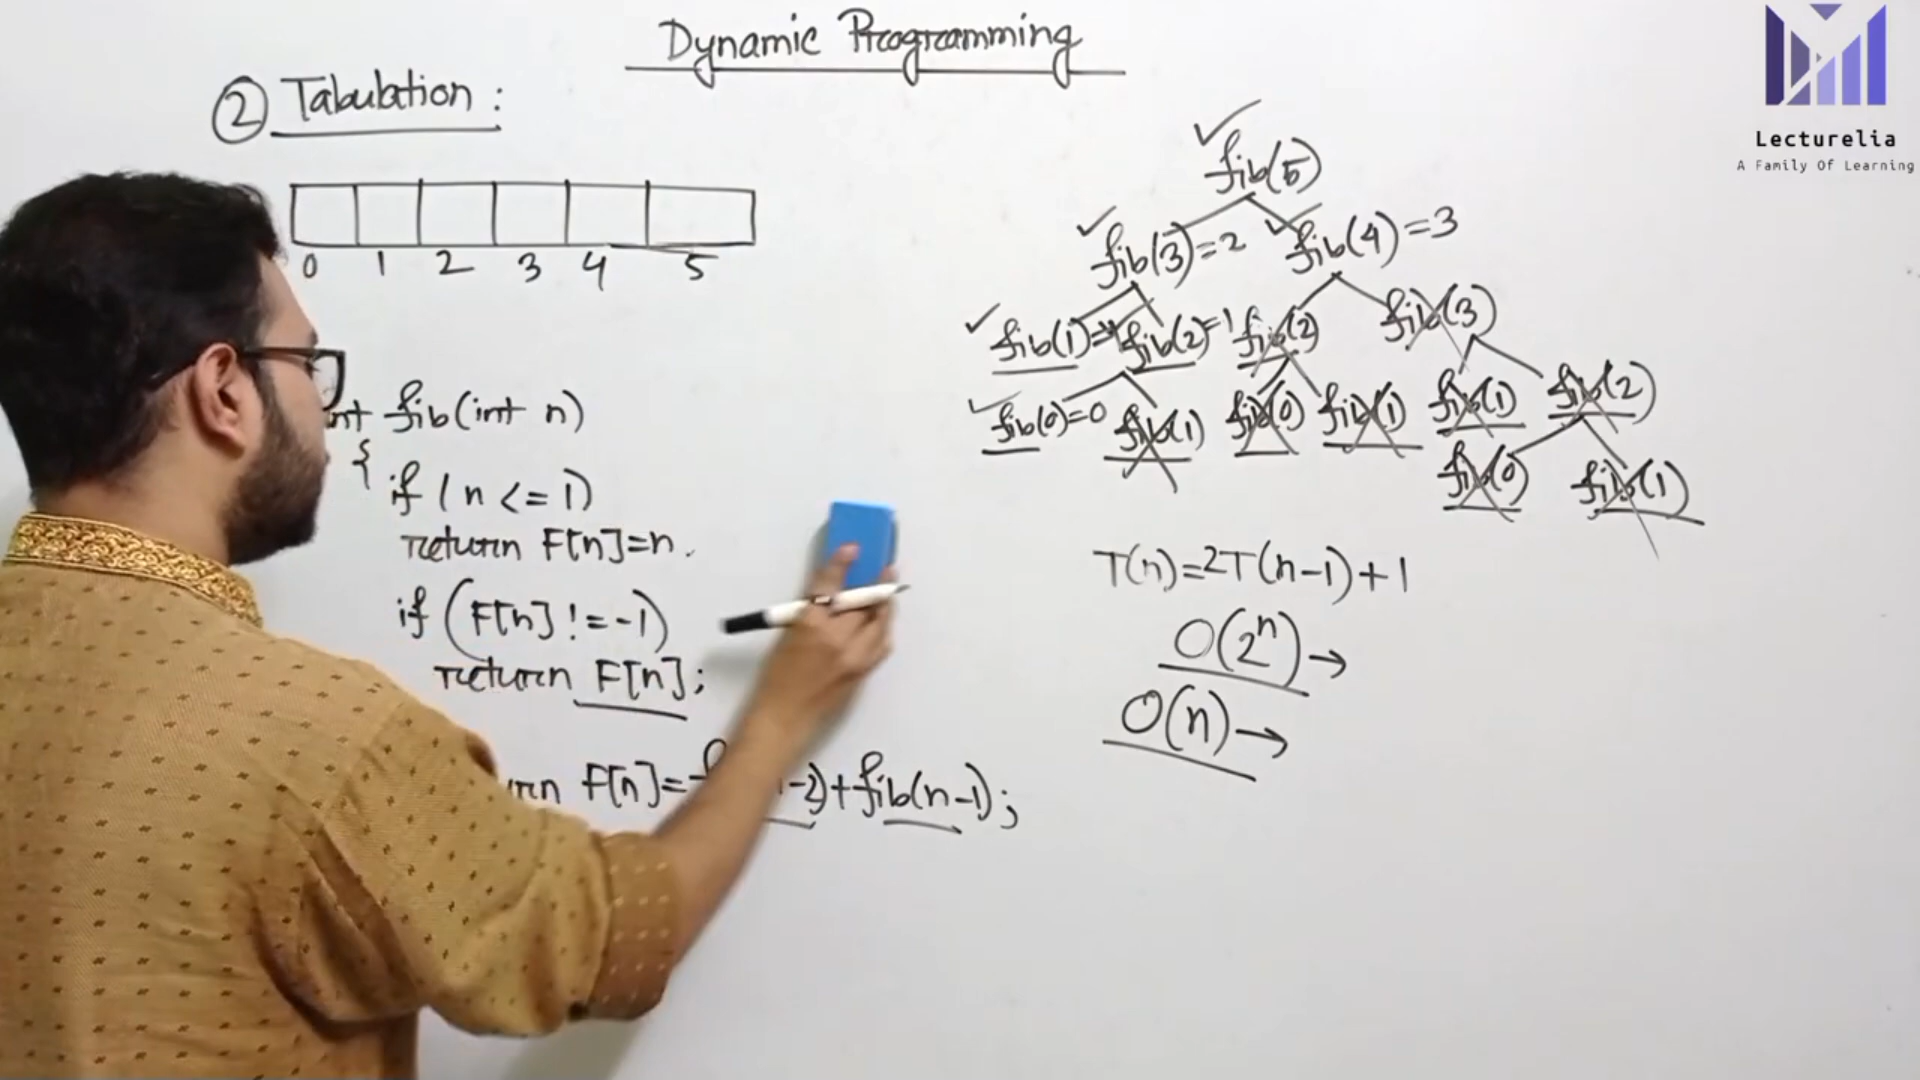 Dynamic Programming
② Tabulation :
0 1 2 3 4 5
int fib(int n)
{
if (n <= 1)
return F[n]=n.
if (F[n] != -1)
return F[n];
F[n]= +fib(n-1);
fib(5)
fib(3)=2 fib(4)=3
fib(1)=1 fib(2)=1 fib(2) fib(3)
fib(0)=0 fib(1) fib(0) fib(1) fib(1) fib(2)
fib(0) fib(1)
T(n)=2T(n-1)+1
O(2ⁿ)→
O(n)→
Lecturelia
A Family Of Learning